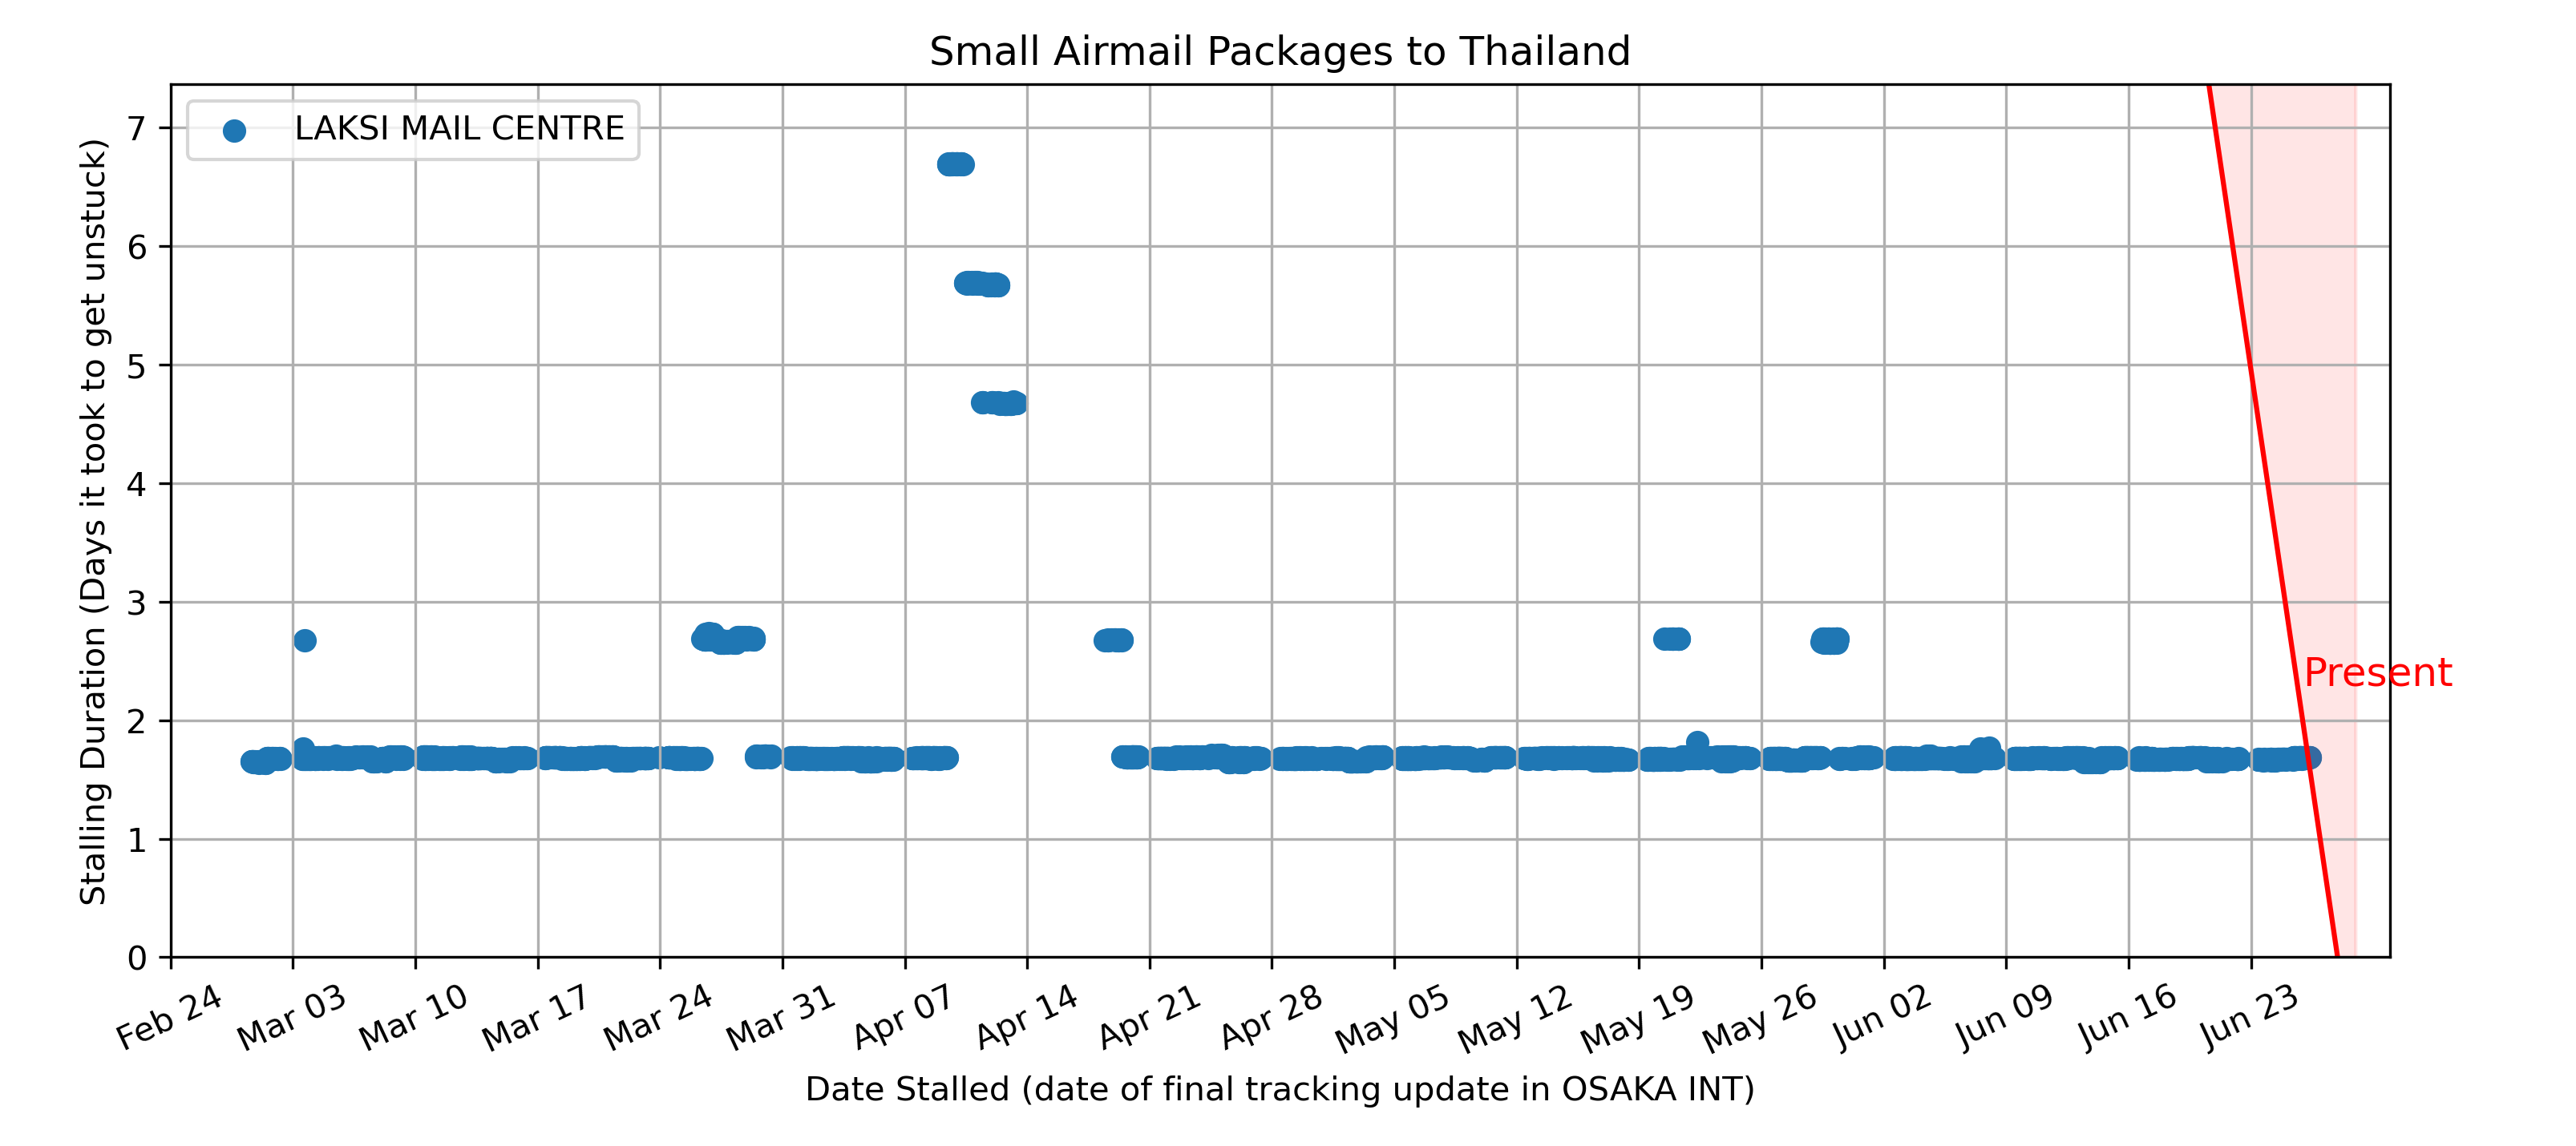 Small Airmail Packages to Thailand
LAKSI MAIL CENTRE
Stalling Duration (Days it took to get unstuck)
7
6
5
4
3
2
1
0
Present
Feb 24 Mar 03 Mar 10 Mar 17 Mar 24 Mar 31 Apr 07 Apr 14 Apr 21 Apr 28 May 05 May 12 May 19 May 26 Jun 02 Jun 09 Jun 16 Jun 23
Date Stalled (date of final tracking update in OSAKA INT)